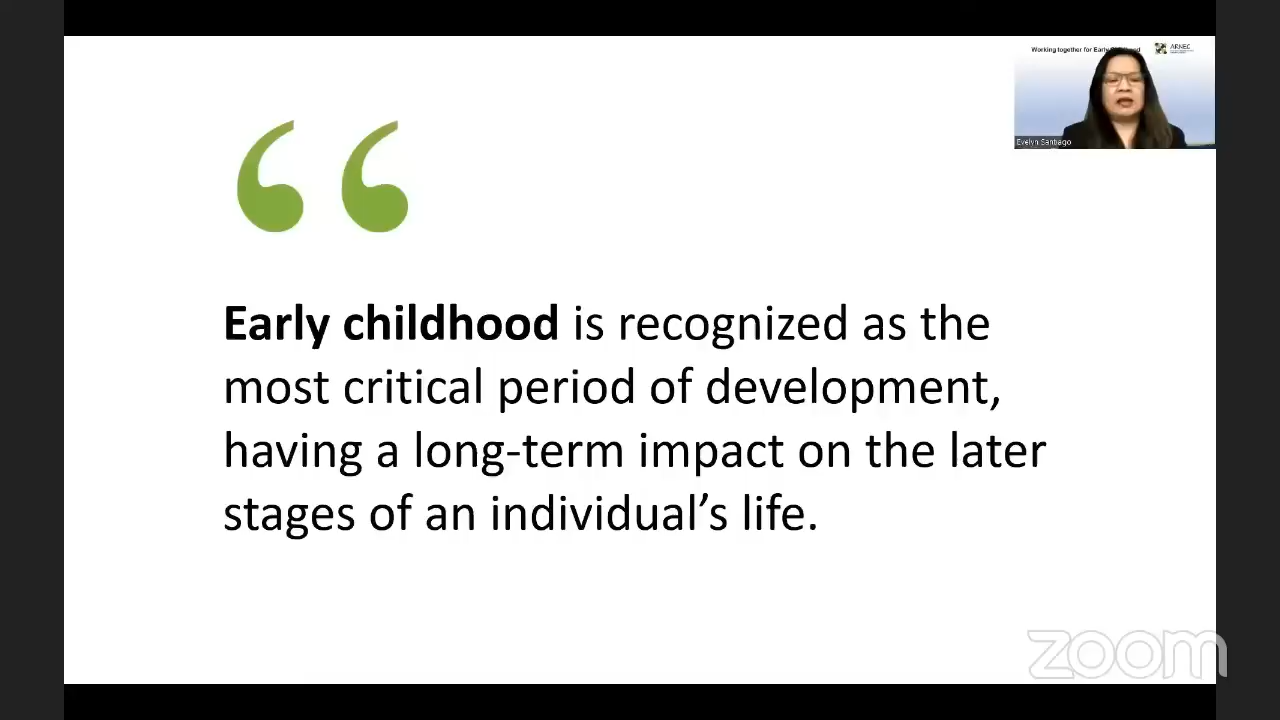 Working together for Early Childhood
ARNEC
Evelyn Santiago
Early childhood is recognized as the
most critical period of development,
having a long-term impact on the later
stages of an individual’s life.
zoom